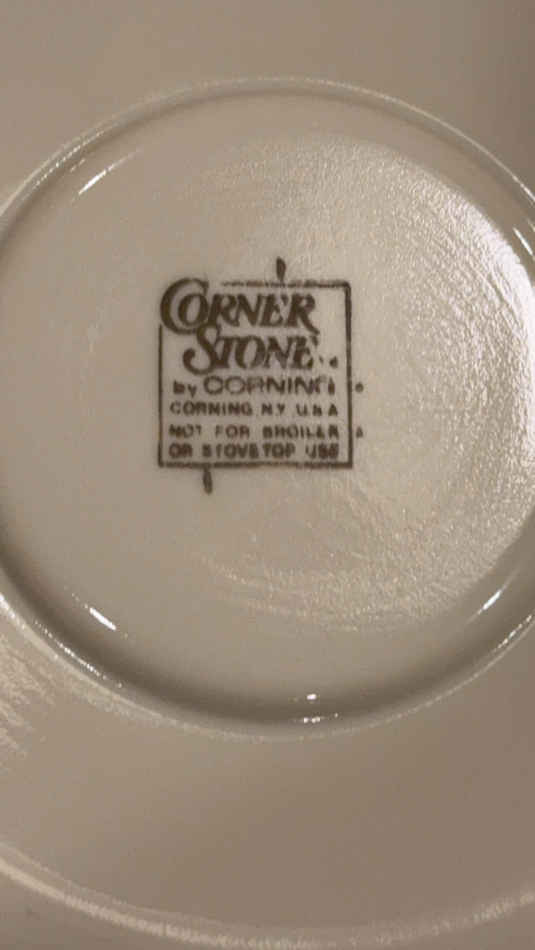 CORNER
STONE
by CORNING
CORNING N.Y. U.S.A
NOT FOR BROILER
OR STOVETOP USE